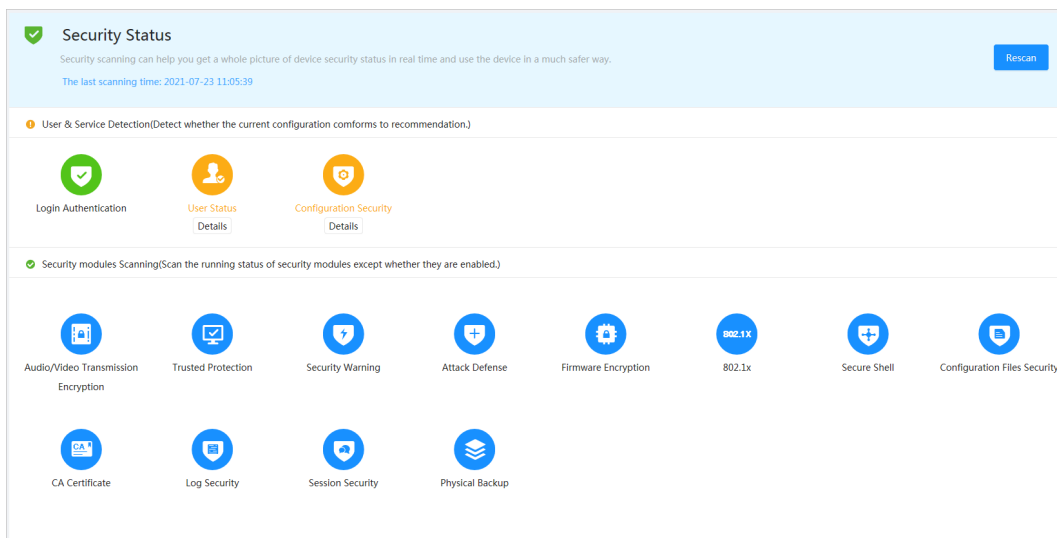 Security Status
Security scanning can help you get a whole picture of device security status in real time and use the device in a much safer way.
Rescan
The last scanning time: 2021-07-23 11:05:39
User & Service Detection(Detect whether the current configuration comforms to recommendation.)
Login Authentication
User Status
Configuration Security
Details
Details
Security modules Scanning(Scan the running status of security modules except whether they are enabled.)
802.1X
Audio/Video Transmission
Encryption
Trusted Protection
Security Warning
Attack Defense
Firmware Encryption
802.1x
Secure Shell
Configuration Files Security
CA
CA Certificate
Log Security
Session Security
Physical Backup